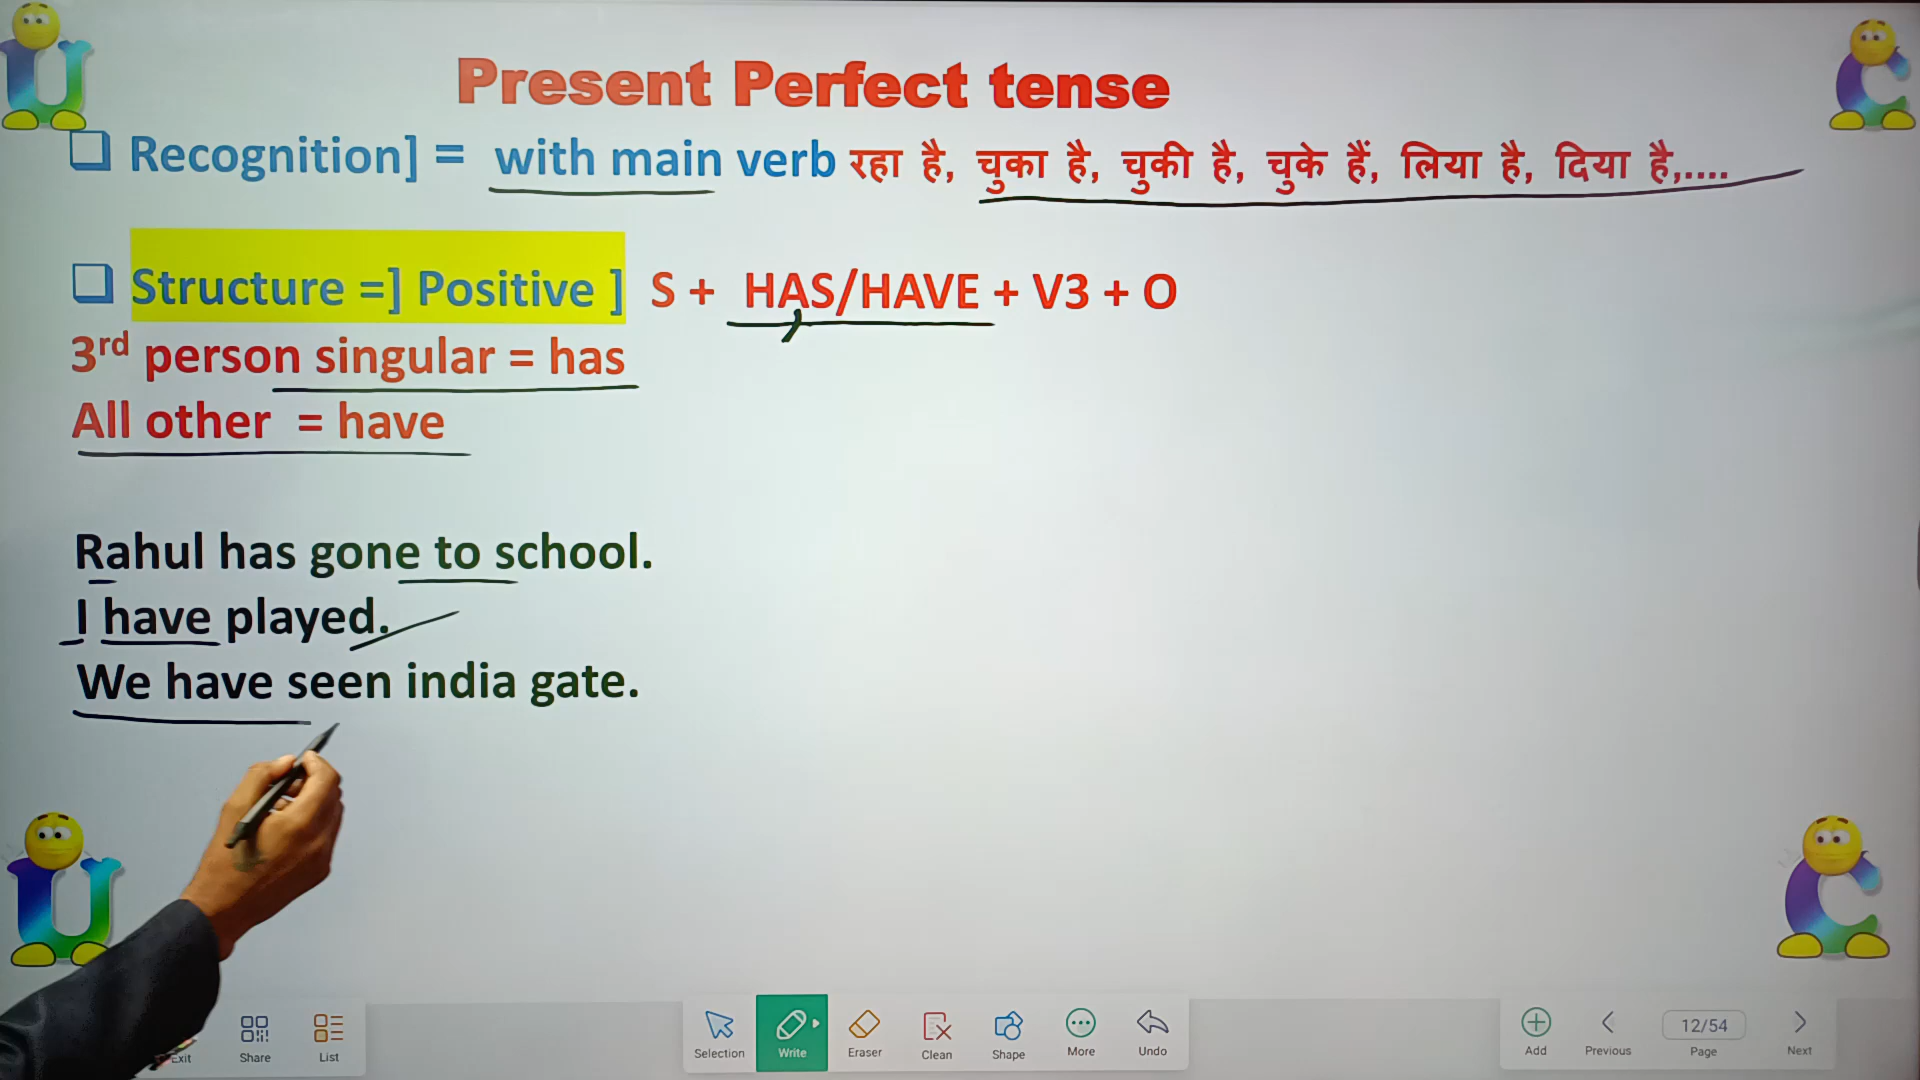 Present Perfect tense
Recognition] = with main verb रहा है, चुका है, चुकी है, चुके हैं, लिया है, दिया है,....
Structure =] Positive ] S + HAS/HAVE + V3 + O
3rd person singular = has
All other = have
Rahul has gone to school.
I have played.
We have seen india gate.
Exit Share List Selection Write Eraser Clean Shape More Undo Add Previous 12/54 Page Next